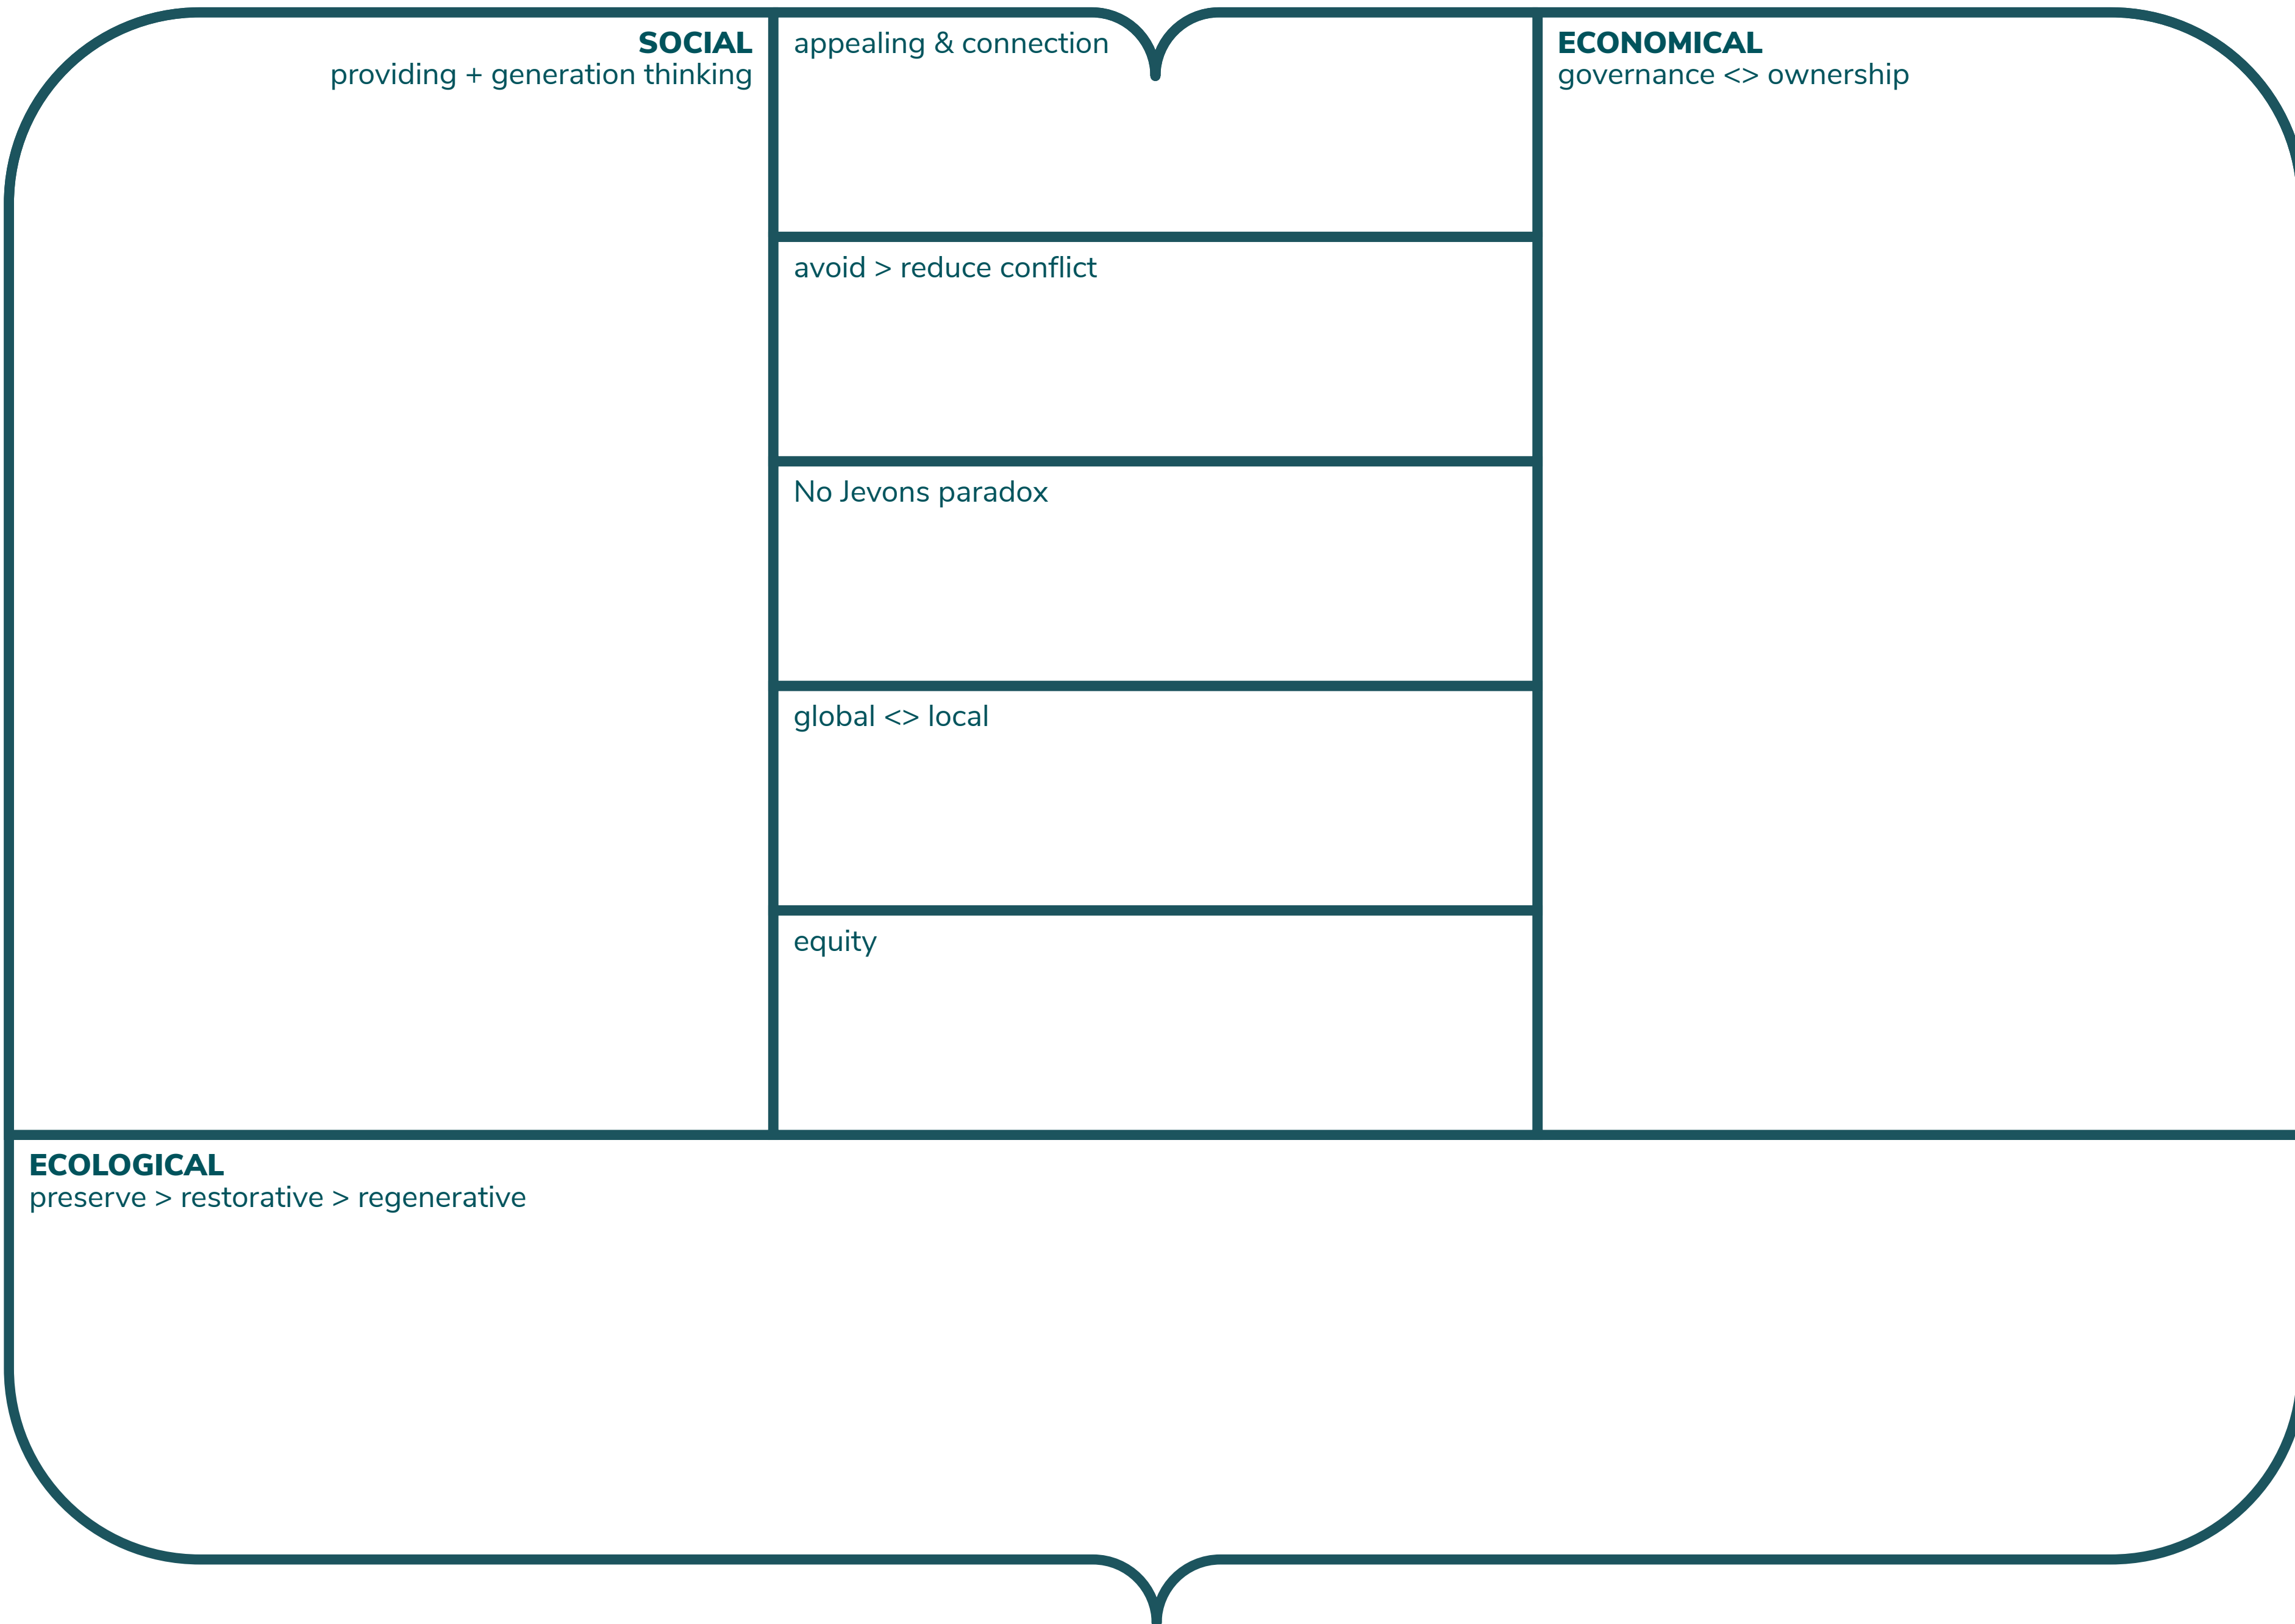 SOCIAL
providing + generation thinking
appealing & connection
avoid > reduce conflict
No Jevons paradox
global <> local
equity
ECONOMICAL
governance <> ownership
ECOLOGICAL
preserve > restorative > regenerative